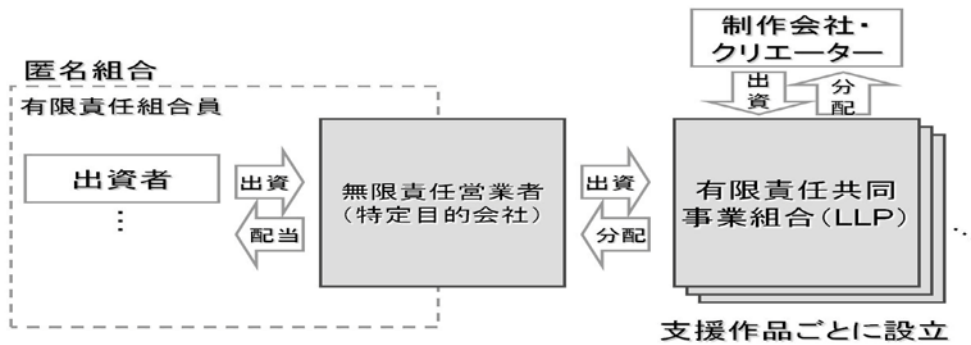 制作会社・
クリエーター
匿名組合
有限責任組合員
出資
分配
出資者
…
出資
配当
無限責任営業者
（特定目的会社）
出資
分配
有限責任共同
事業組合（LLP）
…
支援作品ごとに設立